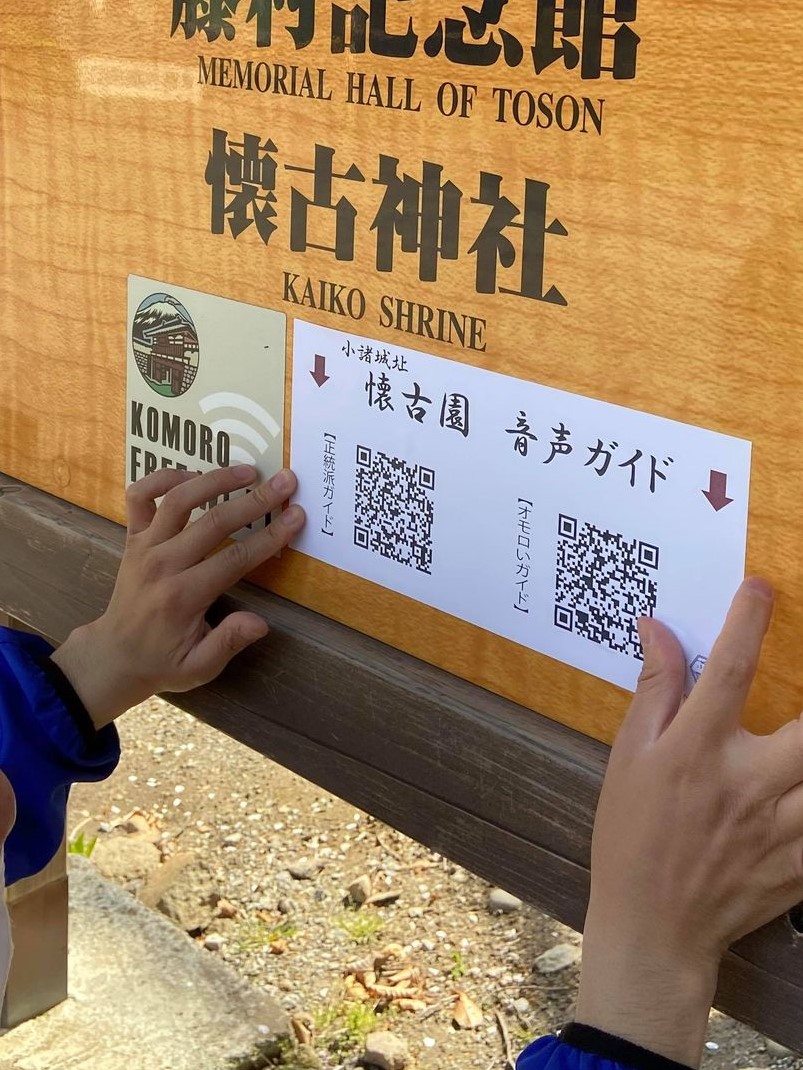 藤村記念館
MEMORIAL HALL OF TOSON
懐古神社
KAIKO SHRINE
KOMORO
小諸城址
懐古園 音声ガイド
【正統派ガイド】
【オモロいガイド】